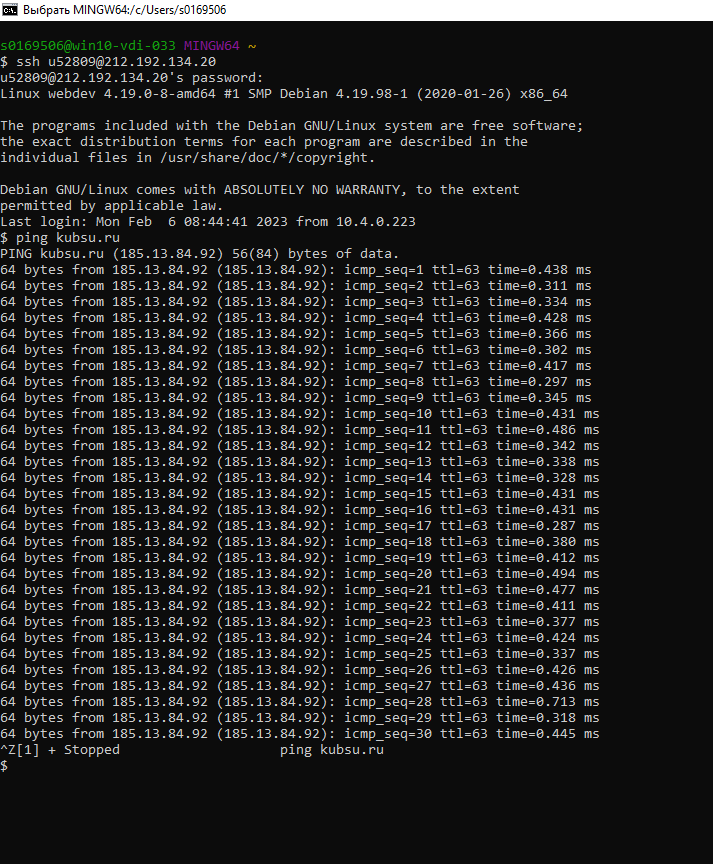 Выбрать MINGW64:/c/Users/s0169506
s0169506@win10-vdi-033 MINGW64 ~
$ ssh u52809@212.192.134.20
u52809@212.192.134.20's password:
Linux webdev 4.19.0-8-amd64 #1 SMP Debian 4.19.98-1 (2020-01-26) x86_64
The programs included with the Debian GNU/Linux system are free software;
the exact distribution terms for each program are described in the
individual files in /usr/share/doc/*/copyright.
Debian GNU/Linux comes with ABSOLUTELY NO WARRANTY, to the extent
permitted by applicable law.
Last login: Mon Feb  6 08:44:41 2023 from 10.4.0.223
$ ping kubsu.ru
PING kubsu.ru (185.13.84.92) 56(84) bytes of data.
64 bytes from 185.13.84.92 (185.13.84.92): icmp_seq=1 ttl=63 time=0.438 ms
64 bytes from 185.13.84.92 (185.13.84.92): icmp_seq=2 ttl=63 time=0.311 ms
64 bytes from 185.13.84.92 (185.13.84.92): icmp_seq=3 ttl=63 time=0.334 ms
64 bytes from 185.13.84.92 (185.13.84.92): icmp_seq=4 ttl=63 time=0.428 ms
64 bytes from 185.13.84.92 (185.13.84.92): icmp_seq=5 ttl=63 time=0.366 ms
64 bytes from 185.13.84.92 (185.13.84.92): icmp_seq=6 ttl=63 time=0.302 ms
64 bytes from 185.13.84.92 (185.13.84.92): icmp_seq=7 ttl=63 time=0.417 ms
64 bytes from 185.13.84.92 (185.13.84.92): icmp_seq=8 ttl=63 time=0.297 ms
64 bytes from 185.13.84.92 (185.13.84.92): icmp_seq=9 ttl=63 time=0.345 ms
64 bytes from 185.13.84.92 (185.13.84.92): icmp_seq=10 ttl=63 time=0.431 ms
64 bytes from 185.13.84.92 (185.13.84.92): icmp_seq=11 ttl=63 time=0.486 ms
64 bytes from 185.13.84.92 (185.13.84.92): icmp_seq=12 ttl=63 time=0.342 ms
64 bytes from 185.13.84.92 (185.13.84.92): icmp_seq=13 ttl=63 time=0.338 ms
64 bytes from 185.13.84.92 (185.13.84.92): icmp_seq=14 ttl=63 time=0.328 ms
64 bytes from 185.13.84.92 (185.13.84.92): icmp_seq=15 ttl=63 time=0.431 ms
64 bytes from 185.13.84.92 (185.13.84.92): icmp_seq=16 ttl=63 time=0.431 ms
64 bytes from 185.13.84.92 (185.13.84.92): icmp_seq=17 ttl=63 time=0.287 ms
64 bytes from 185.13.84.92 (185.13.84.92): icmp_seq=18 ttl=63 time=0.380 ms
64 bytes from 185.13.84.92 (185.13.84.92): icmp_seq=19 ttl=63 time=0.412 ms
64 bytes from 185.13.84.92 (185.13.84.92): icmp_seq=20 ttl=63 time=0.494 ms
64 bytes from 185.13.84.92 (185.13.84.92): icmp_seq=21 ttl=63 time=0.477 ms
64 bytes from 185.13.84.92 (185.13.84.92): icmp_seq=22 ttl=63 time=0.411 ms
64 bytes from 185.13.84.92 (185.13.84.92): icmp_seq=23 ttl=63 time=0.377 ms
64 bytes from 185.13.84.92 (185.13.84.92): icmp_seq=24 ttl=63 time=0.424 ms
64 bytes from 185.13.84.92 (185.13.84.92): icmp_seq=25 ttl=63 time=0.337 ms
64 bytes from 185.13.84.92 (185.13.84.92): icmp_seq=26 ttl=63 time=0.426 ms
64 bytes from 185.13.84.92 (185.13.84.92): icmp_seq=27 ttl=63 time=0.436 ms
64 bytes from 185.13.84.92 (185.13.84.92): icmp_seq=28 ttl=63 time=0.713 ms
64 bytes from 185.13.84.92 (185.13.84.92): icmp_seq=29 ttl=63 time=0.318 ms
64 bytes from 185.13.84.92 (185.13.84.92): icmp_seq=30 ttl=63 time=0.445 ms
^Z[1] + Stopped                    ping kubsu.ru
$